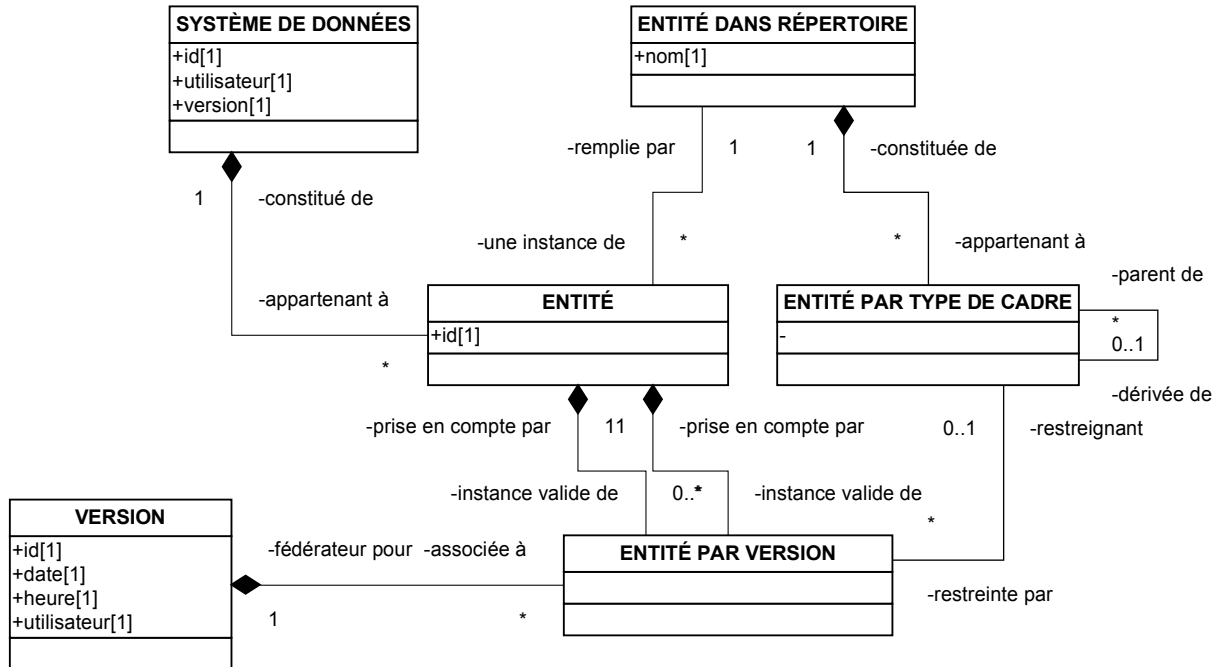 SYSTÈME DE DONNÉES
+id[1]
+utilisateur[1]
+version[1]
ENTITÉ DANS RÉPERTOIRE
+nom[1]
-remplie par
1
1
-constituée de
1
-constitué de
-une instance de
*
*
-appartenant à
-appartenant à
*
ENTITÉ
+id[1]
ENTITÉ PAR TYPE DE CADRE
-
-parent de
*
0..1
-dérivée de
-prise en compte par
11
-prise en compte par
0..1
-restreignant
-instance valide de
0..*
-instance valide de
*
VERSION
+id[1]
+date[1]
+heure[1]
+utilisateur[1]
-fédérateur pour
-associée à
1
*
ENTITÉ PAR VERSION
-restreinte par